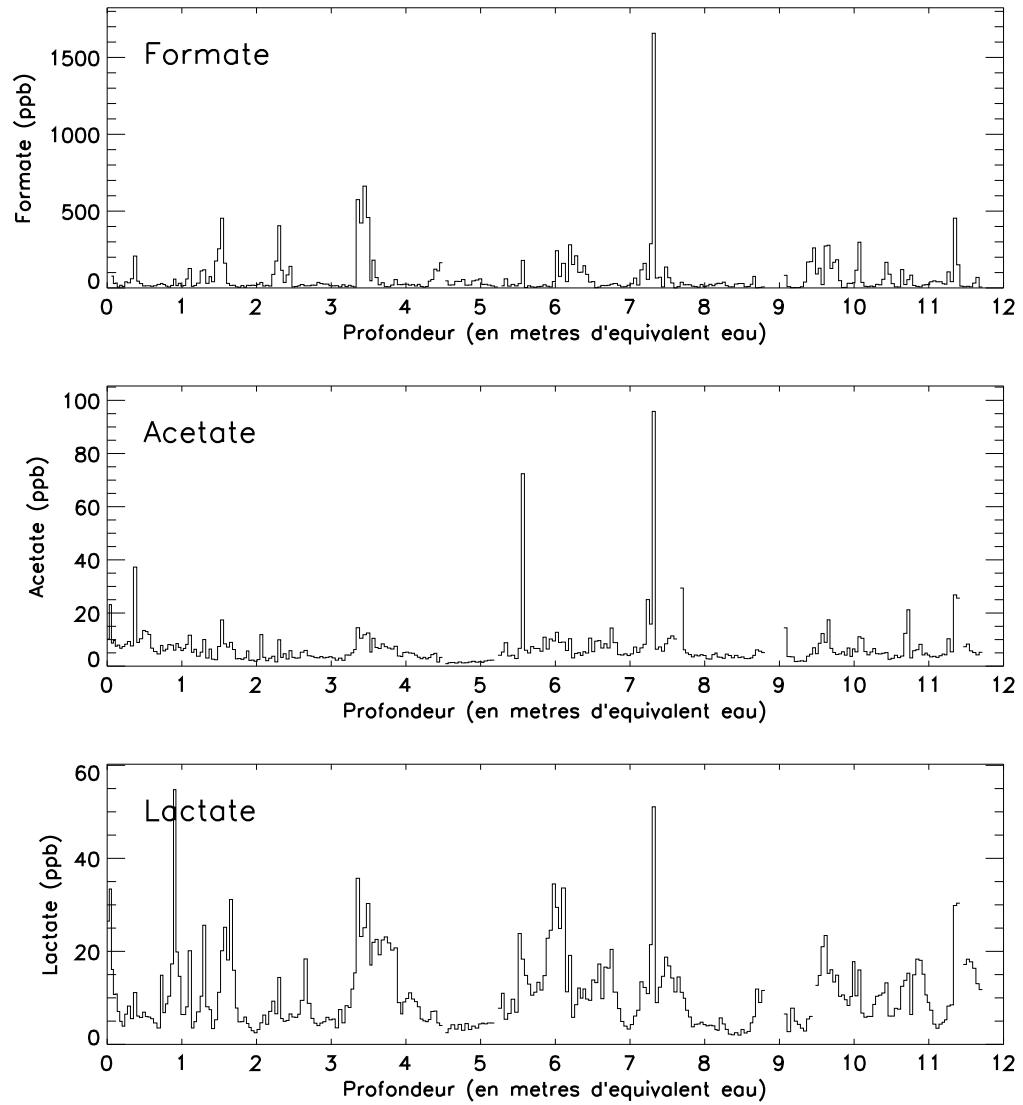 Formate
Formate (ppb)
1500
1000
500
0
0 1 2 3 4 5 6 7 8 9 10 11 12
Profondeur (en metres d'equivalent eau)
Acetate
Acetate (ppb)
100
80
60
40
20
0
0 1 2 3 4 5 6 7 8 9 10 11 12
Profondeur (en metres d'equivalent eau)
Lactate
Lactate (ppb)
60
40
20
0
0 1 2 3 4 5 6 7 8 9 10 11 12
Profondeur (en metres d'equivalent eau)